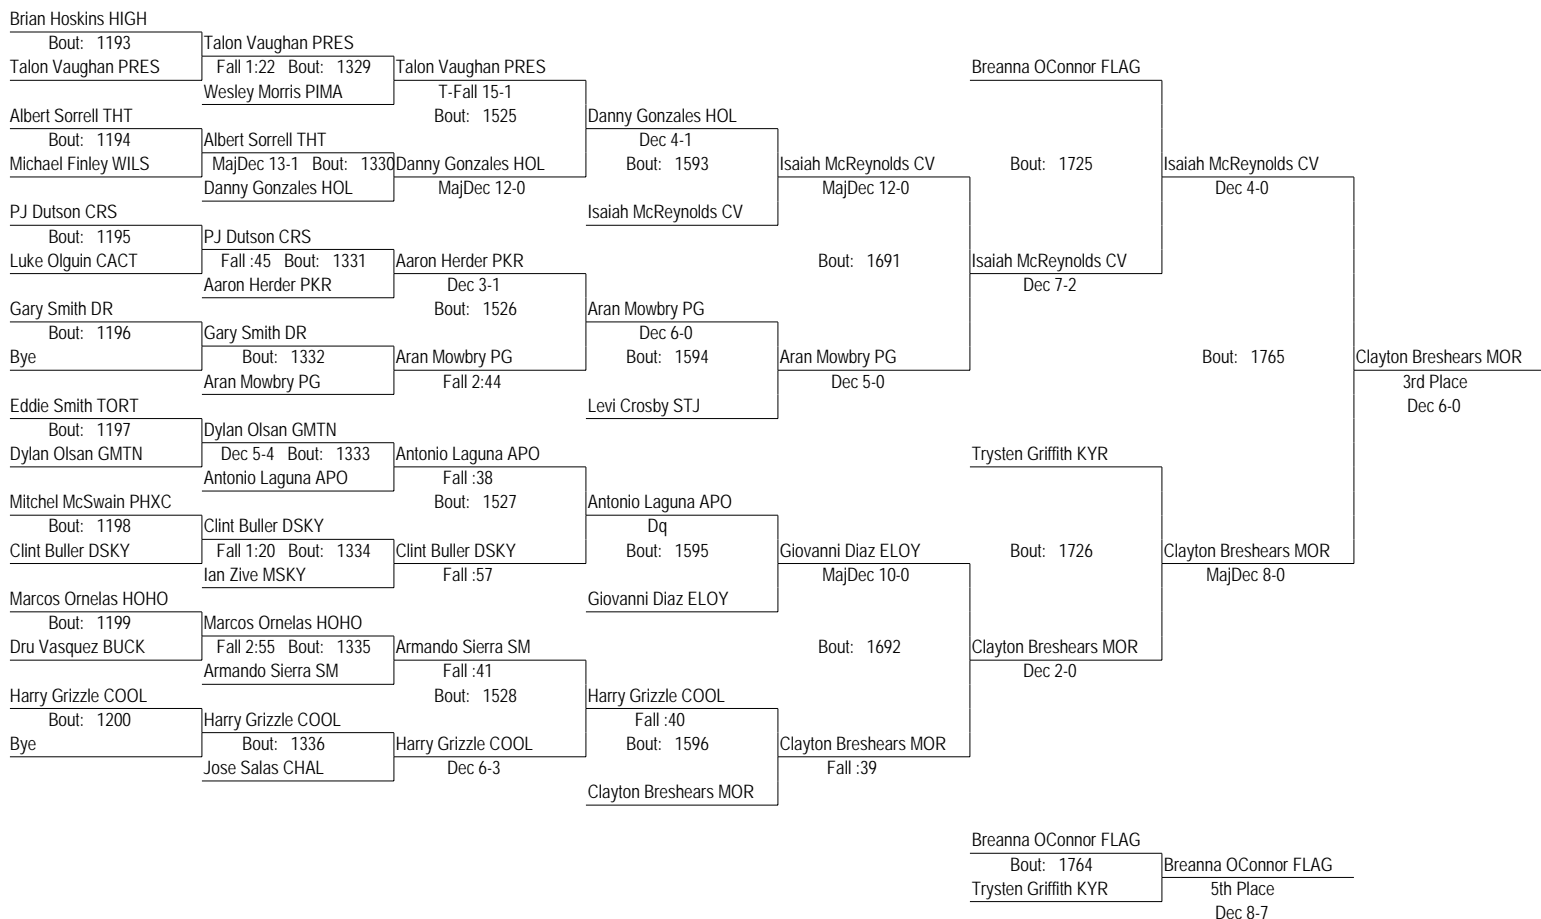 Brian Hoskins HIGH
Bout: 1193
Talon Vaughan PRES
Albert Sorrell THT
Bout: 1194
Michael Finley WILS
PJ Dutson CRS
Bout: 1195
Luke Olguin CACT
Gary Smith DR
Bout: 1196
Bye
Eddie Smith TORT
Bout: 1197
Dylan Olsan GMTN
Mitchel McSwain PHXC
Bout: 1198
Clint Buller DSKY
Marcos Ornelas HOHO
Bout: 1199
Dru Vasquez BUCK
Harry Grizzle COOL
Bout: 1200
Bye
Talon Vaughan PRES
Fall 1:22 Bout: 1329
Wesley Morris PIMA
Albert Sorrell THT
MajDec 13-1 Bout: 1330
Danny Gonzales HOL
PJ Dutson CRS
Fall :45 Bout: 1331
Aaron Herder PKR
Gary Smith DR
Bout: 1332
Aran Mowbry PG
Dylan Olsan GMTN
Dec 5-4 Bout: 1333
Antonio Laguna APO
Clint Buller DSKY
Fall 1:20 Bout: 1334
Ian Zive MSKY
Marcos Ornelas HOHO
Fall 2:55 Bout: 1335
Armando Sierra SM
Harry Grizzle COOL
Bout: 1336
Jose Salas CHAL
Talon Vaughan PRES
T-Fall 15-1
Bout: 1525
Danny Gonzales HOL
MajDec 12-0
Aaron Herder PKR
Dec 3-1
Bout: 1526
Aran Mowbry PG
Fall 2:44
Antonio Laguna APO
Fall :38
Bout: 1527
Clint Buller DSKY
Fall :57
Armando Sierra SM
Fall :41
Bout: 1528
Harry Grizzle COOL
Dec 6-3
Danny Gonzales HOL
Dec 4-1
Bout: 1593
Isaiah McReynolds CV
Aran Mowbry PG
Dec 6-0
Bout: 1594
Levi Crosby STJ
Antonio Laguna APO
Dq
Bout: 1595
Giovanni Diaz ELOY
Harry Grizzle COOL
Fall :40
Bout: 1596
Clayton Breshears MOR
Isaiah McReynolds CV
MajDec 12-0
Bout: 1691
Aran Mowbry PG
Dec 5-0
Giovanni Diaz ELOY
MajDec 10-0
Bout: 1692
Clayton Breshears MOR
Fall :39
Breanna OConnor FLAG
Bout: 1725
Isaiah McReynolds CV
Dec 7-2
Trysten Griffith KYR
Bout: 1726
Clayton Breshears MOR
Dec 2-0
Isaiah McReynolds CV
Dec 4-0
Bout: 1765
Clayton Breshears MOR
MajDec 8-0
Clayton Breshears MOR
3rd Place
Dec 6-0
Breanna OConnor FLAG
Bout: 1764
Trysten Griffith KYR
Breanna OConnor FLAG
5th Place
Dec 8-7